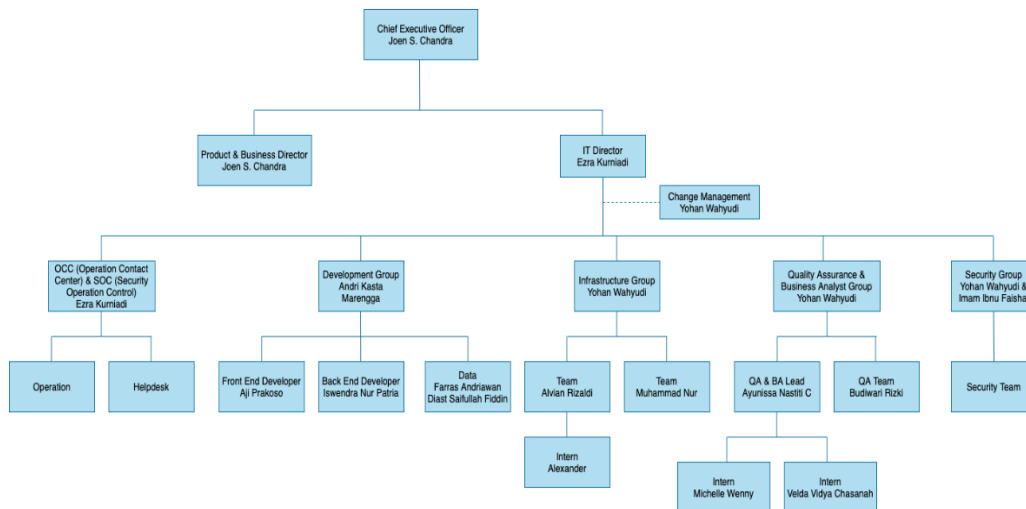 Chief Executive Officer
Joen S. Chandra
Product & Business Director
Joen S. Chandra
IT Director
Ezra Kurniadi
Change Management
Yohan Wahyudi
OCC (Operation Contact
Center) & SOC (Security
Operation Control)
Ezra Kurniadi
Development Group
Andri Kasta
Marengga
Infrastructure Group
Yohan Wahyudi
Quality Assurance &
Business Analyst Group
Yohan Wahyudi
Security Group
Yohan Wahyudi &
Imam Ibnu Faishal
Operation
Helpdesk
Front End Developer
Aji Prakoso
Back End Developer
Iswendra Nur Patria
Data
Farras Andriawan
Diast Saifullah Fiddin
Team
Alvian Rizaldi
Team
Muhammad Nur
QA & BA Lead
Ayunissa Nastiti C
QA Team
Budiwari Rizki
Security Team
Intern
Alexander
Intern
Michelle Wenny
Intern
Velda Vidya Chasanah